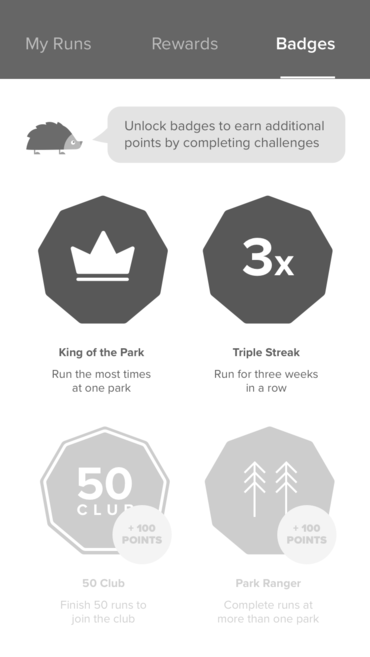 My Runs Rewards Badges
Unlock badges to earn additional
points by completing challenges
3x
King of the Park
Run the most times
at one park
Triple Streak
Run for three weeks
in a row
50
CLUB
+ 100
POINTS
+ 100
POINTS
50 Club
Finish 50 runs to
join the club
Park Ranger
Complete runs at
more than one park